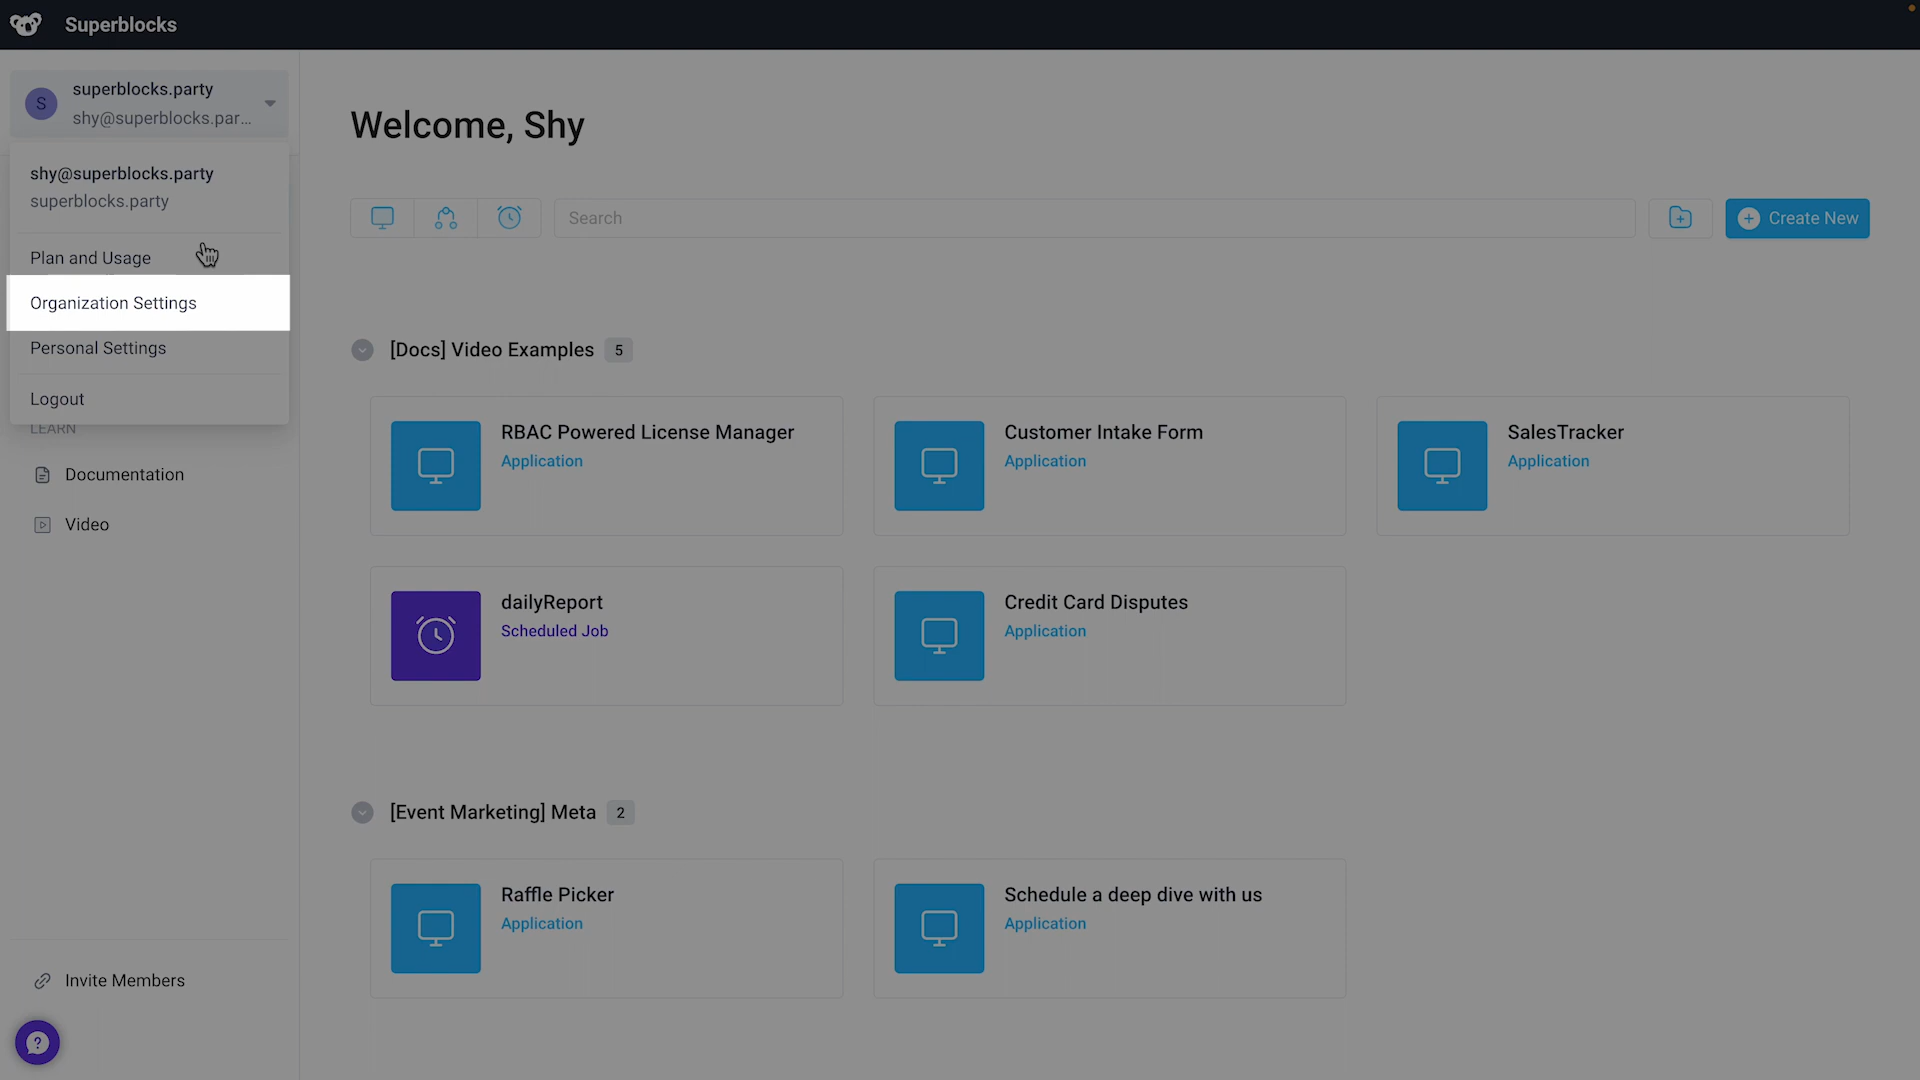 Superblocks
S
superblocks.party
shy@superblocks.par...
shy@superblocks.party
superblocks.party
Plan and Usage
Organization Settings
Personal Settings
Logout
LEARN
Documentation
Video
Invite Members
?
Welcome, Shy
Search
Create New
[Docs] Video Examples 5
RBAC Powered License Manager
Application
Customer Intake Form
Application
SalesTracker
Application
dailyReport
Scheduled Job
Credit Card Disputes
Application
[Event Marketing] Meta 2
Raffle Picker
Application
Schedule a deep dive with us
Application